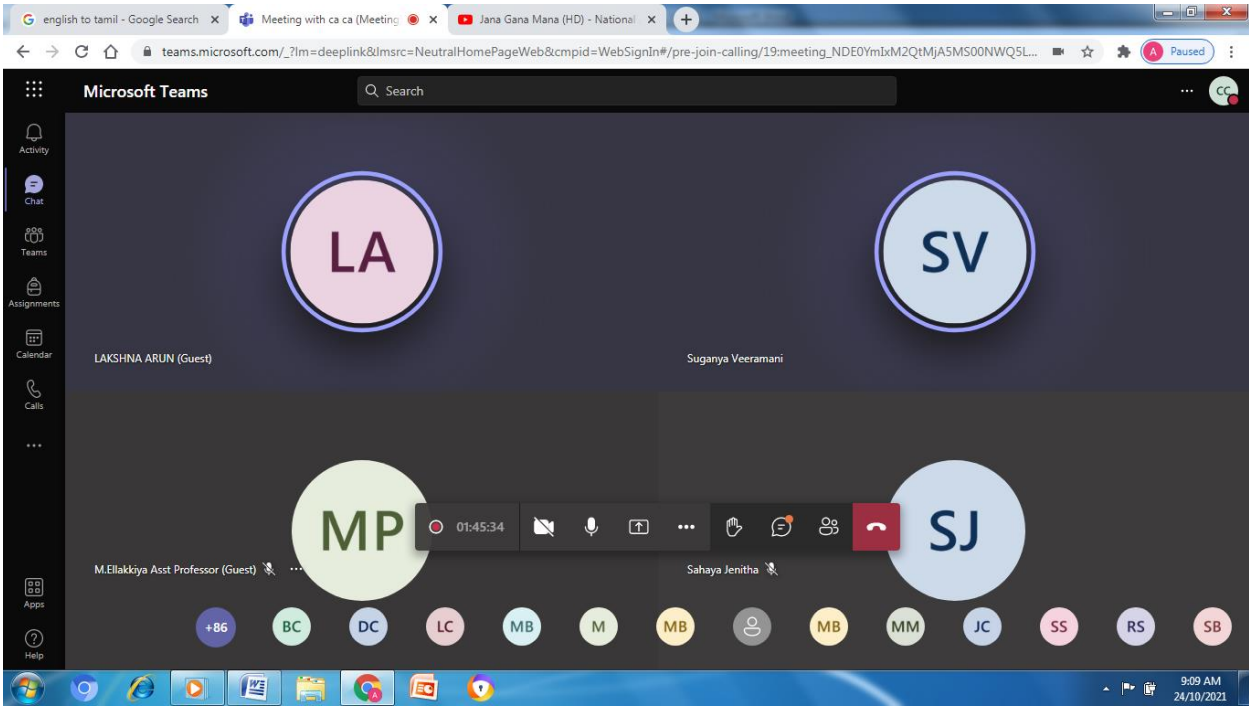 english to tamil - Google Search
Meeting with ca ca (Meeting
Jana Gana Mana (HD) - National
teams.microsoft.com/_?lm=deeplink&lmsrc=NeutralHomePageWeb&cmpid=WebSignIn#/pre-join-calling/19:meeting_NDE0YmIxM2QtMjA5MS00NWQ5L...
A Paused
Microsoft Teams
Search
CC
Activity
Chat
Teams
Assignments
Calendar
Calls
Apps
Help
LA
SV
LAKSHNA ARUN (Guest)
Suganya Veeramani
MP
SJ
01:45:34
M.Ellakkiya Asst Professor (Guest)
Sahaya Jenitha
+86 BC DC LC MB M MB MB MM JC SS RS SB
9:09 AM
24/10/2021